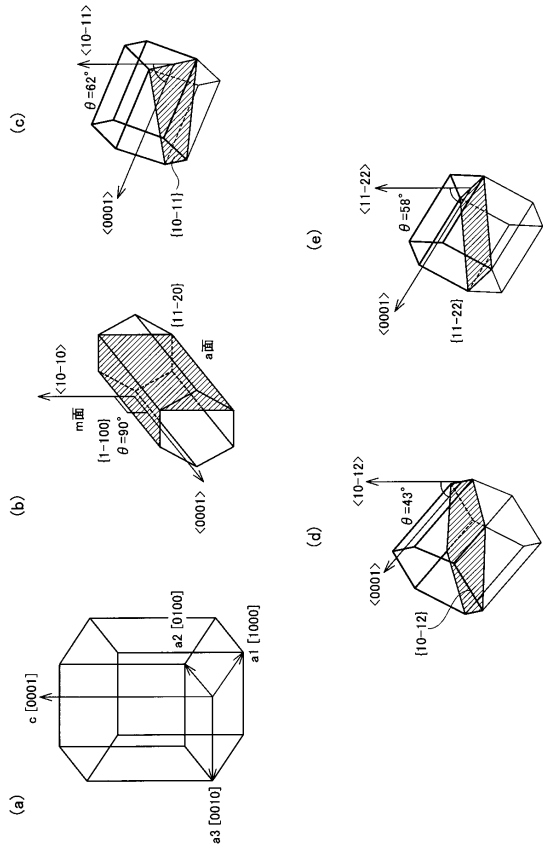 (a)
c [0001]
a2 [0100]
a1 [1000]
a3 [0010]
(b)
<10-10>
m面
{1-100}
θ=90°
{11-20}
a面
<0001>
(c)
<10-11>
θ=62°
<0001>
{10-11}
(d)
<10-12>
θ=43°
<0001>
{10-12}
(e)
<11-22>
θ=58°
<0001>
{11-22}